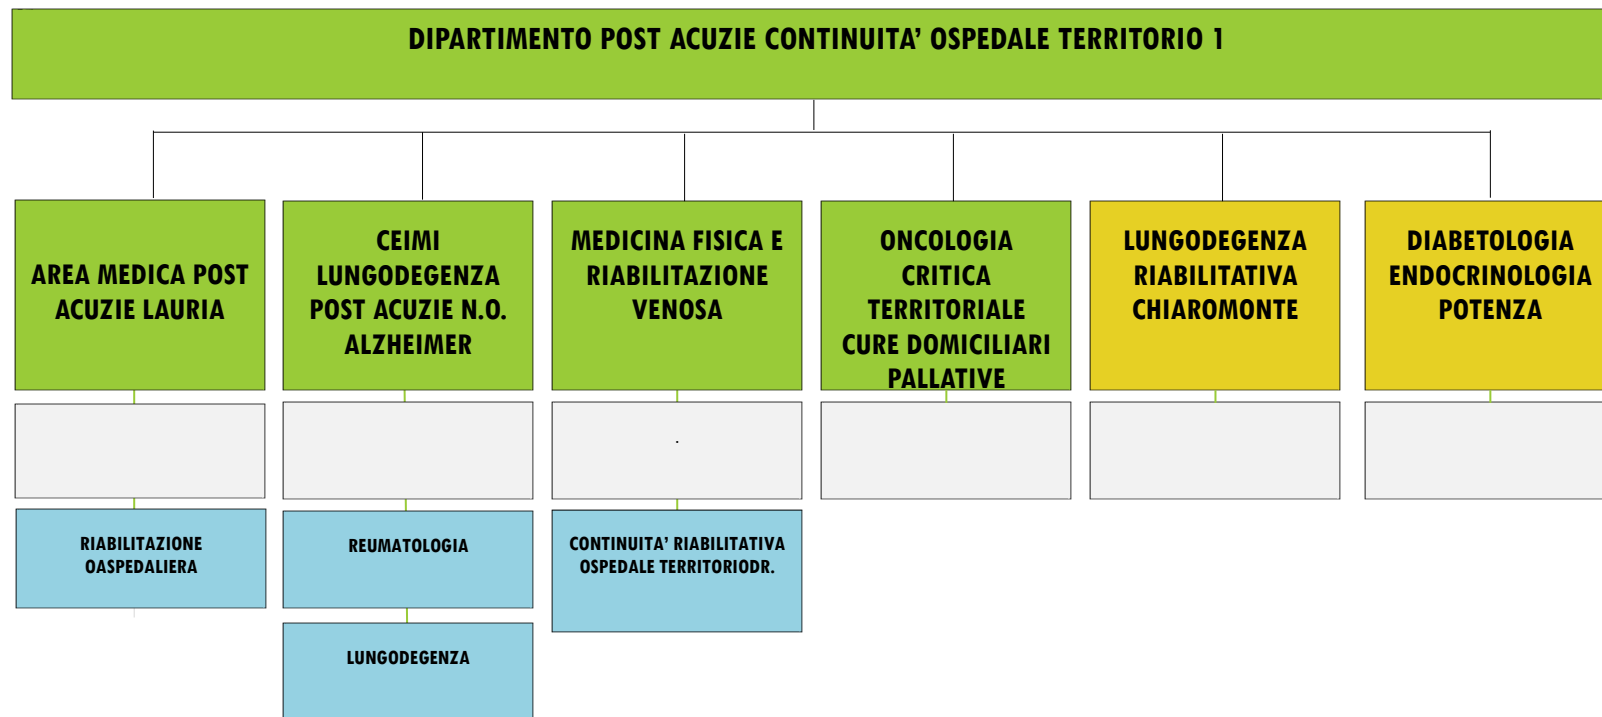 DIPARTIMENTO POST ACUZIE CONTINUITA’ OSPEDALE TERRITORIO 1
AREA MEDICA POST
ACUZIE LAURIA
CEIMI
LUNGODEGENZA
POST ACUZIE N.O.
ALZHEIMER
MEDICINA FISICA E
RIABILITAZIONE
VENOSA
ONCOLOGIA
CRITICA
TERRITORIALE
CURE DOMICILIARI
PALLATIVE
LUNGODEGENZA
RIABILITATIVA
CHIAROMONTE
DIABETOLOGIA
ENDOCRINOLOGIA
POTENZA
.
RIABILITAZIONE
OASPEDALIERA
REUMATOLOGIA
CONTINUITA’ RIABILITATIVA
OSPEDALE TERRITORIODR.
LUNGODEGENZA